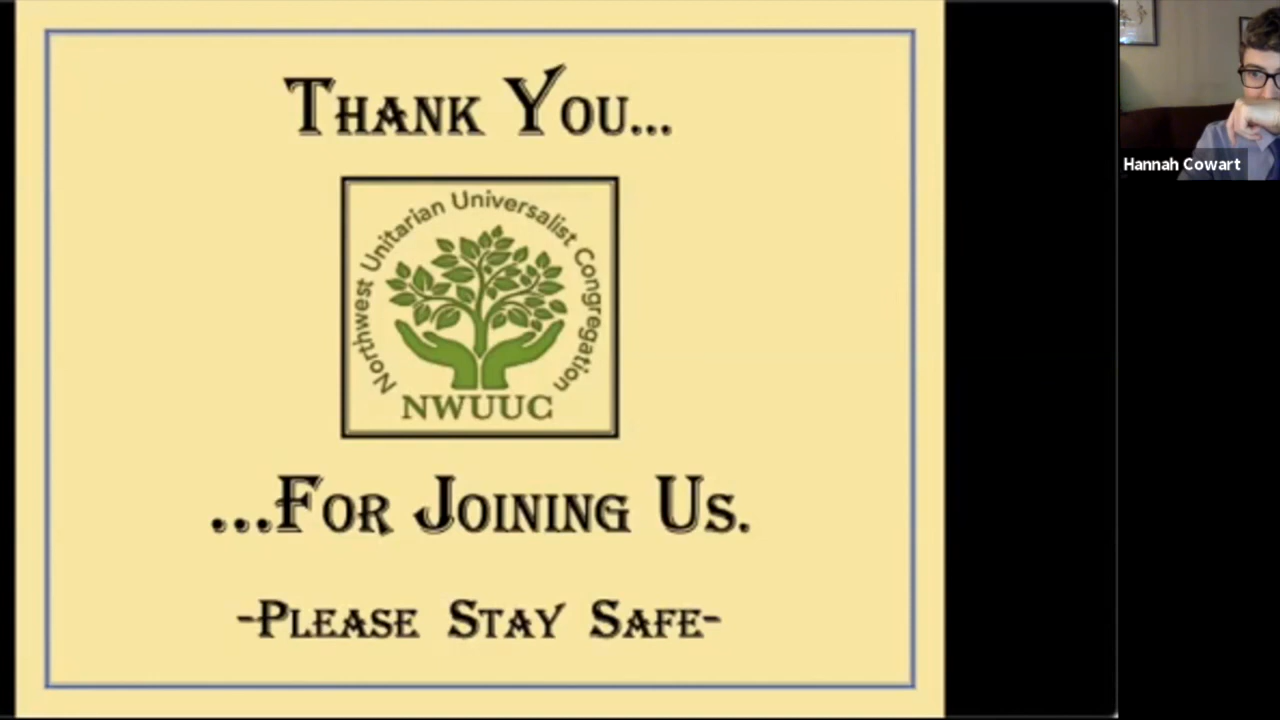 Thank You...
Northwest Unitarian Universalist Congregation
NWUUC
...For Joining Us.
-Please Stay Safe-
Hannah Cowart